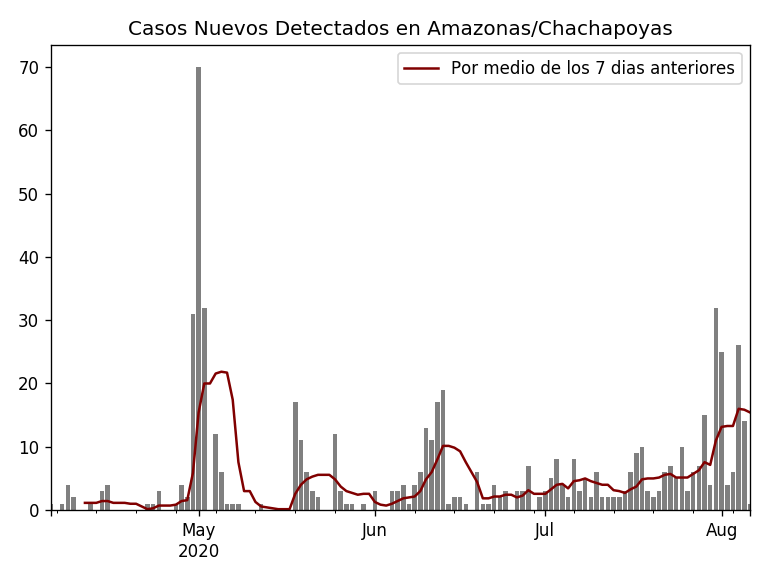 Casos Nuevos Detectados en Amazonas/Chachapoyas
Por medio de los 7 dias anteriores
70
60
50
40
30
20
10
0
May
2020
Jun
Jul
Aug